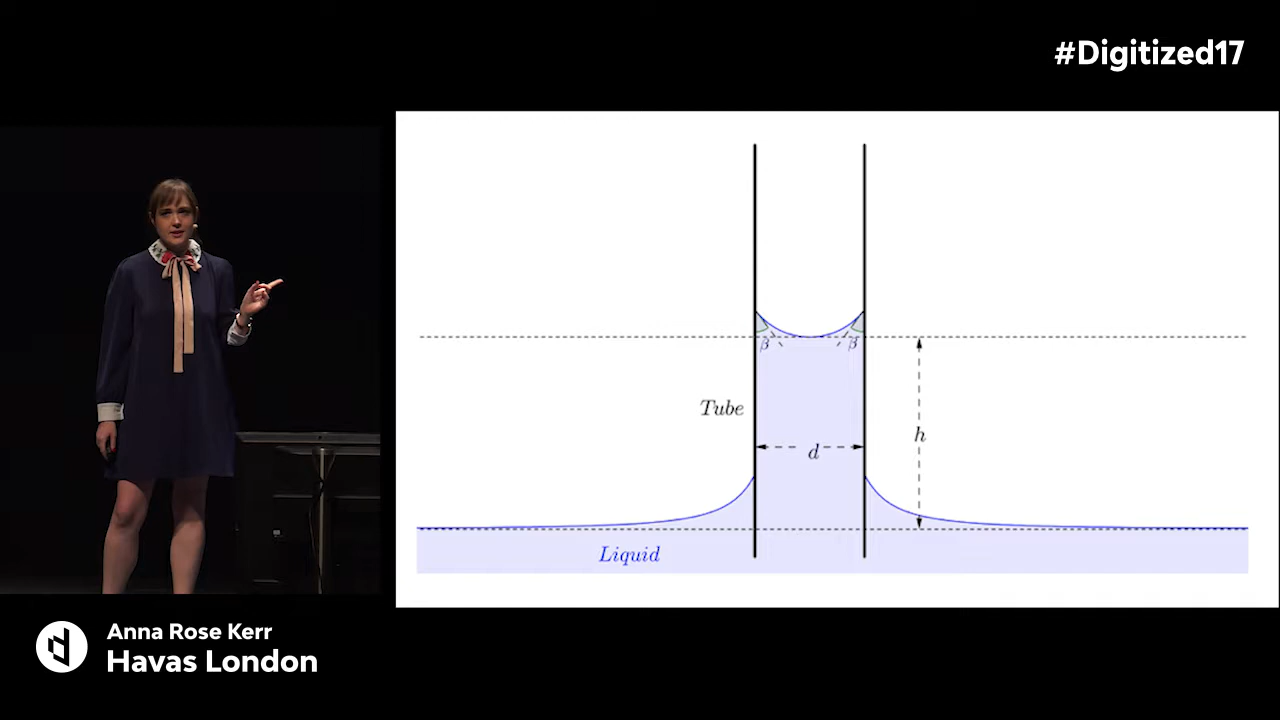 #Digitized17
β
β
Tube
d
h
Liquid
Anna Rose Kerr
Havas London